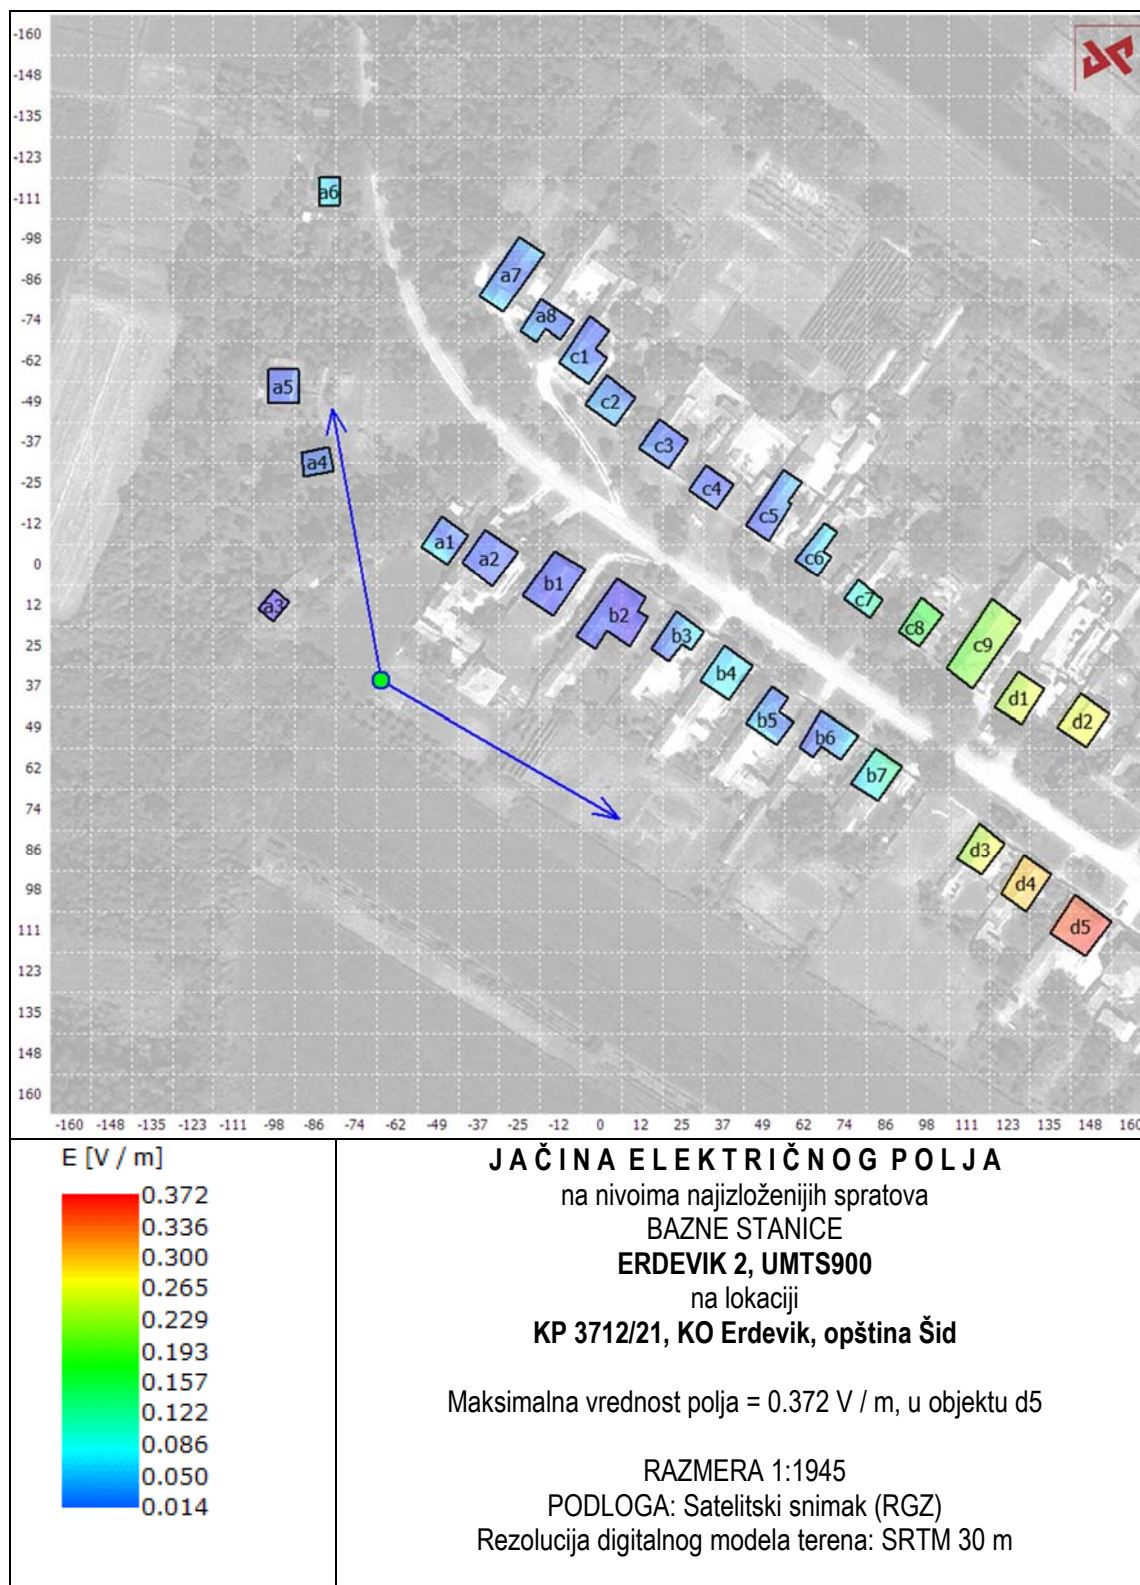 -160
-148
-135
-123
-111
-98
-86
-74
-62
-49
-37
-25
-12
0
12
25
37
49
62
74
86
98
111
123
135
148
160
a6
a7
a8
c1
a5
c2
c3
a4
c4
c5
a1
a2
c6
b1
c7
a3
b2
c8
b3
c9
b4
d1
b5
d2
b6
b7
d3
d4
d5
-160 -148 -135 -123 -111 -98 -86 -74 -62 -49 -37 -25 -12 0 12 25 37 49 62 74 86 98 111 123 135 148 160
E [V / m]
0.372
0.336
0.300
0.265
0.229
0.193
0.157
0.122
0.086
0.050
0.014
J A Č I N A E L E K T R I Č N O G P O L J A
na nivoima najizloženijih spratova
BAZNE STANICE
ERDEVIK 2, UMTS900
na lokaciji
KP 3712/21, KO Erdevik, opština Šid
Maksimalna vrednost polja = 0.372 V / m, u objektu d5
RAZMERA 1:1945
PODLOGA: Satelitski snimak (RGZ)
Rezolucija digitalnog modela terena: SRTM 30 m